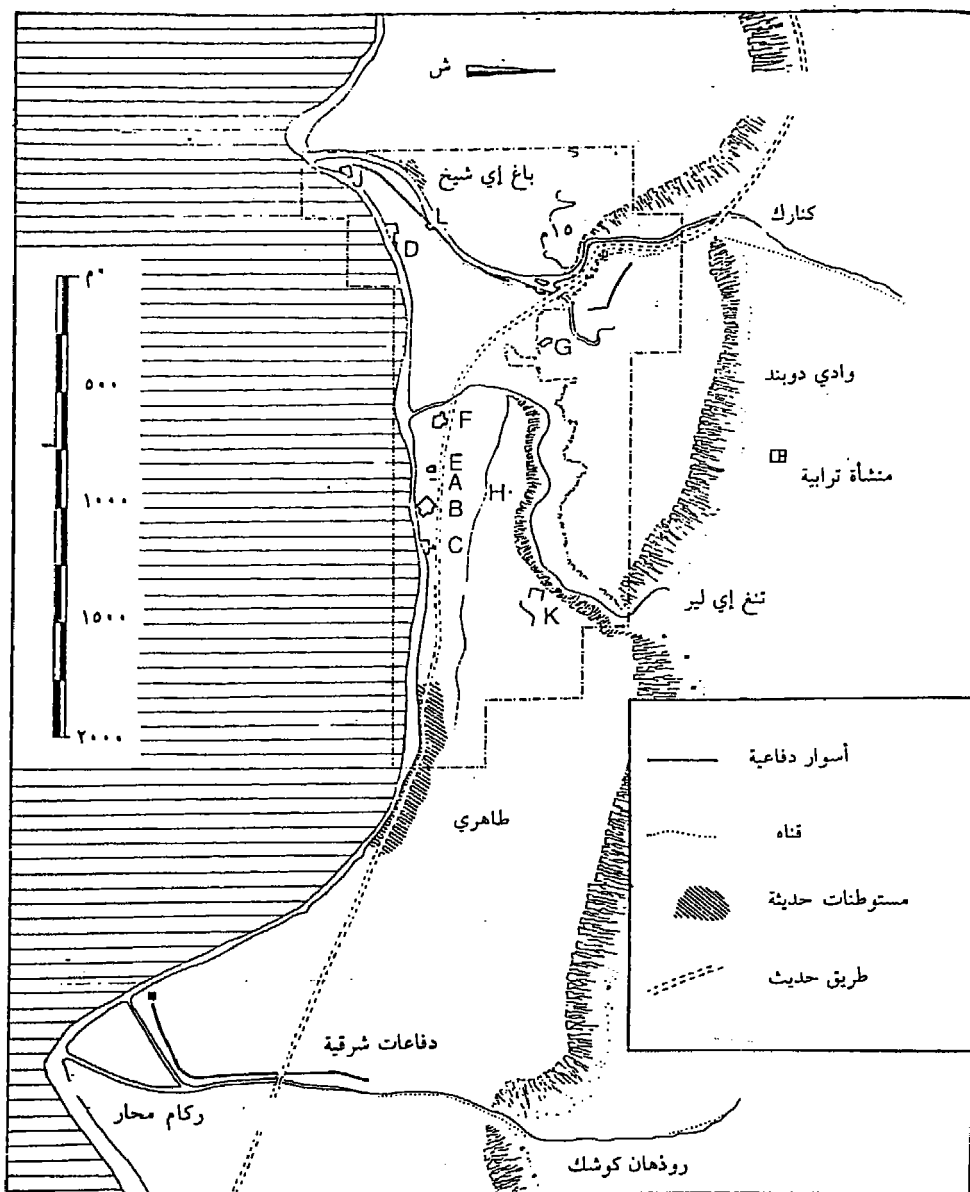 ش
باغ إي شيخ
كنارك
J
L
١٥م
D
٠م
G
٥٠٠
وادي دوبند
F
E
منشأة ترابية
A
H
١٠٠٠
B
C
تنغ إي لير
K
١٥٠٠
٢٠٠٠
أسوار دفاعية
طاهري
قناه
مستوطنات حديثة
طريق حديث
دفاعات شرقية
ركام محار
روذهان كوشك